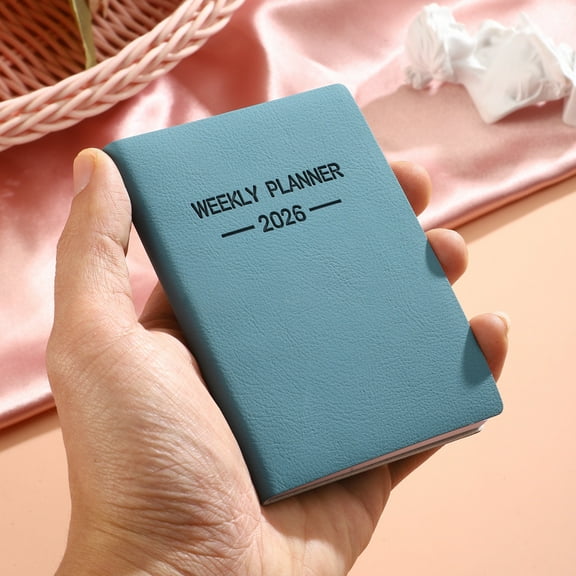 WEEKLY PLANNER
— 2026 —